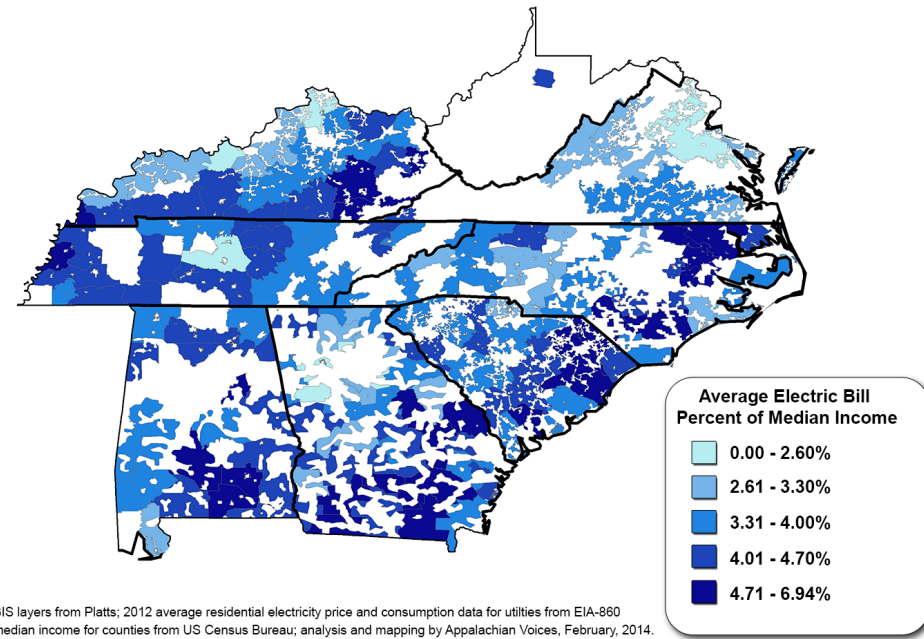 Average Electric Bill
Percent of Median Income
0.00 - 2.60%
2.61 - 3.30%
3.31 - 4.00%
4.01 - 4.70%
4.71 - 6.94%
IS layers from Platts; 2012 average residential electricity price and consumption data for utilties from EIA-860
nedian income for counties from US Census Bureau; analysis and mapping by Appalachian Voices, February, 2014.